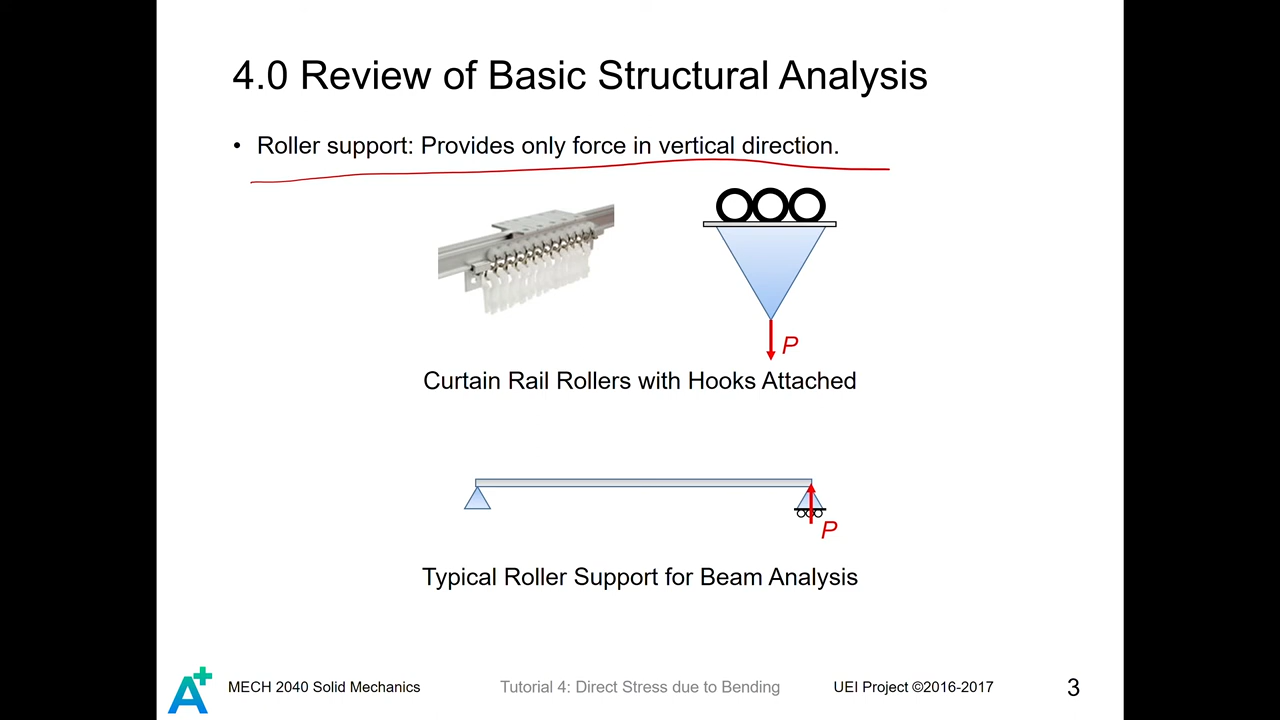 4.0 Review of Basic Structural Analysis
• Roller support: Provides only force in vertical direction.
P
Curtain Rail Rollers with Hooks Attached
P
Typical Roller Support for Beam Analysis
A+
MECH 2040 Solid Mechanics
Tutorial 4: Direct Stress due to Bending
UEI Project ©2016-2017
3